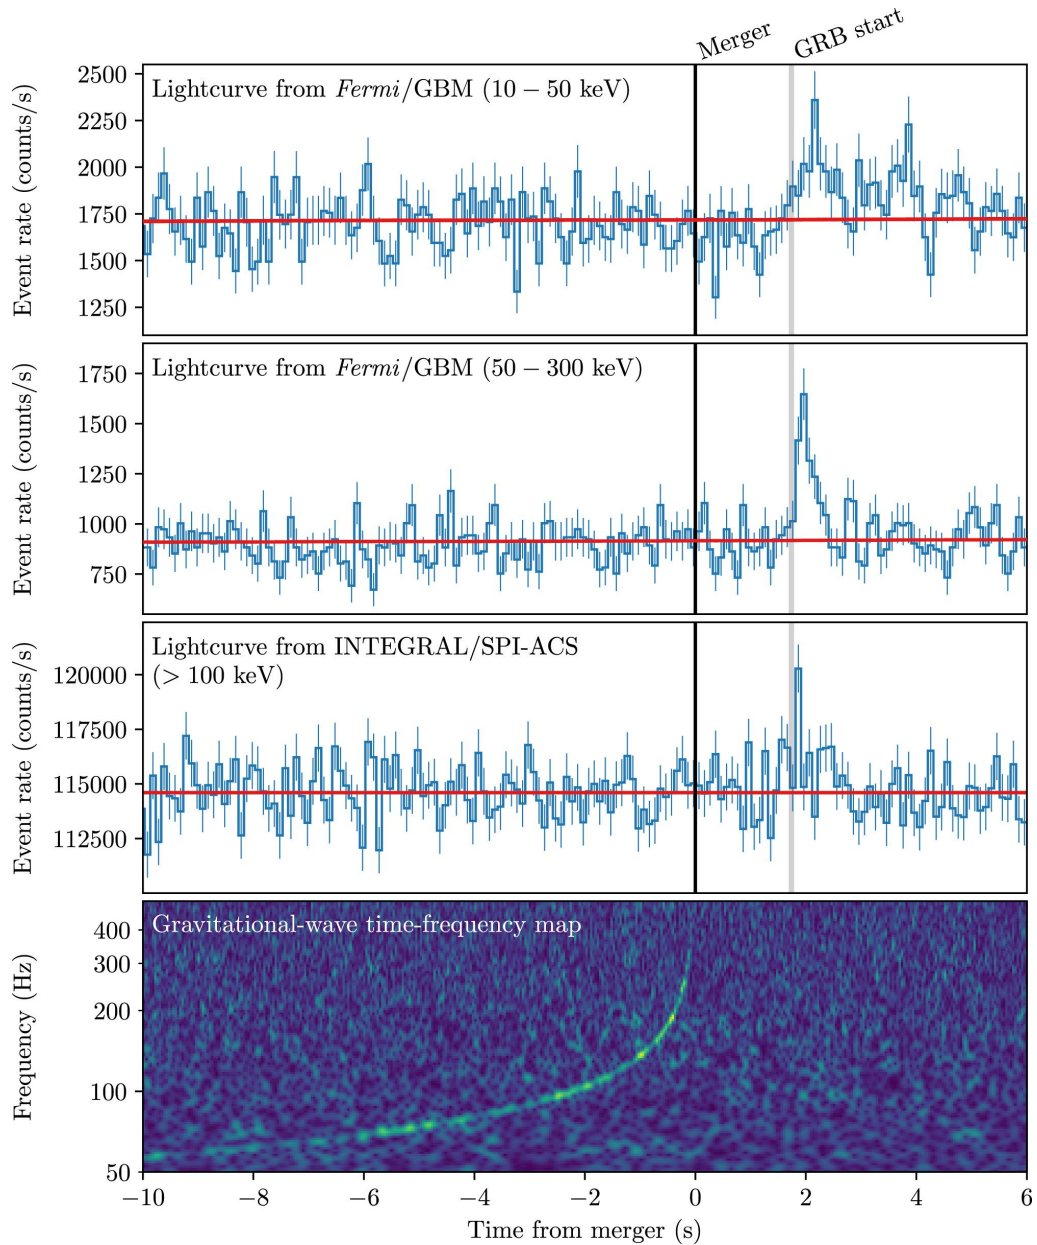 Merger
GRB start
Lightcurve from Fermi/GBM (10 − 50 keV)
Event rate (counts/s)
2500
2250
2000
1750
1500
1250
Lightcurve from Fermi/GBM (50 − 300 keV)
Event rate (counts/s)
1750
1500
1250
1000
750
Lightcurve from INTEGRAL/SPI-ACS
(> 100 keV)
Event rate (counts/s)
120000
117500
115000
112500
Gravitational-wave time-frequency map
Frequency (Hz)
400
300
200
100
50
−10 −8 −6 −4 −2 0 2 4 6
Time from merger (s)